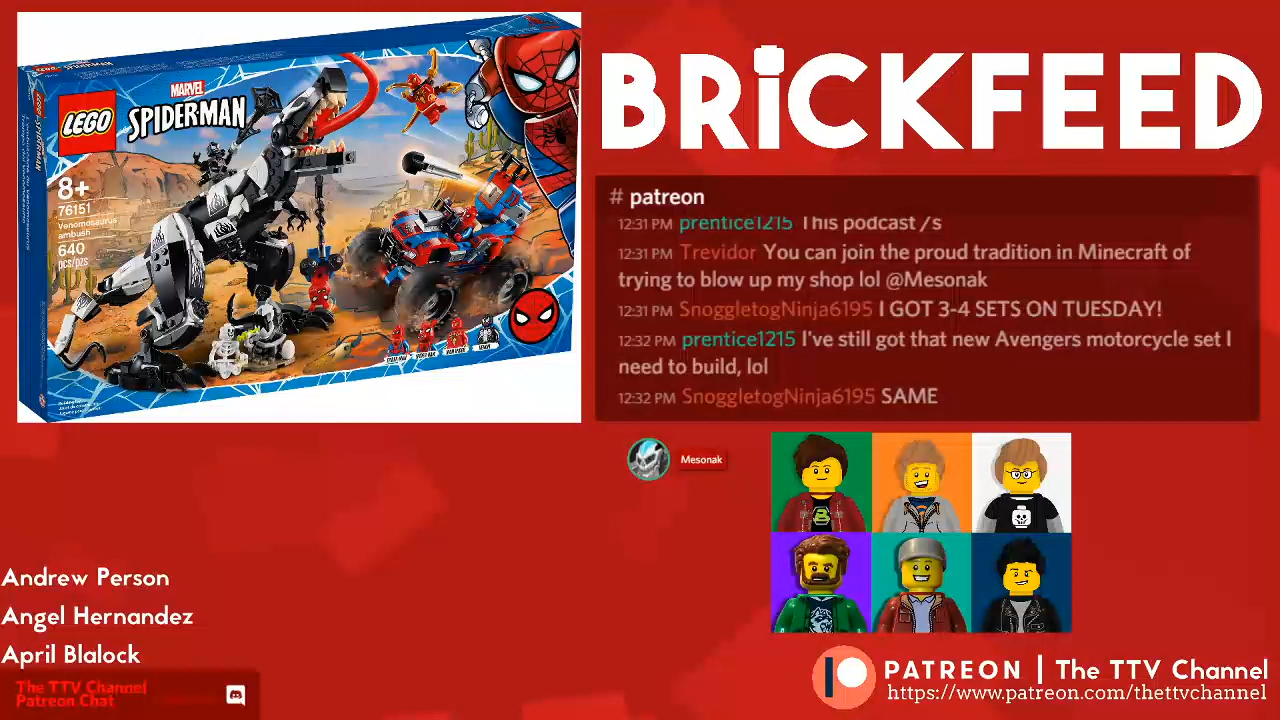 BRiCKFEED
LEGO
MARVEL
SPIDERMAN
8+
76151
Venomosaurus
ambush
640
pcs/pzs
# patreon
12:31 PM prentice1215 This podcast /s
12:31 PM Trevidor You can join the proud tradition in Minecraft of
trying to blow up my shop lol @Mesonak
12:31 PM SnoggletogNinja6195 I GOT 3-4 SETS ON TUESDAY!
12:32 PM prentice1215 I've still got that new Avengers motorcycle set I
need to build, lol
12:32 PM SnoggletogNinja6195 SAME
Mesonak
Andrew Person
Angel Hernandez
April Blalock
The TTV Channel
Patreon Chat
PATREON | The TTV Channel
https://www.patreon.com/thettvchannel